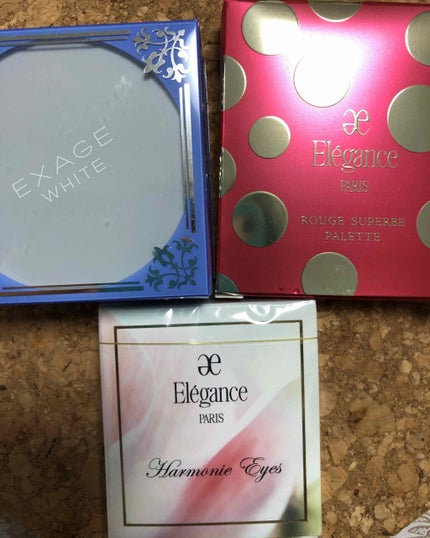 EXAGE
WHITE
æ
Elégance
PARIS
ROUGE SUPERBE
PALETTE
æ
Elégance
PARIS
Harmonie Eyes